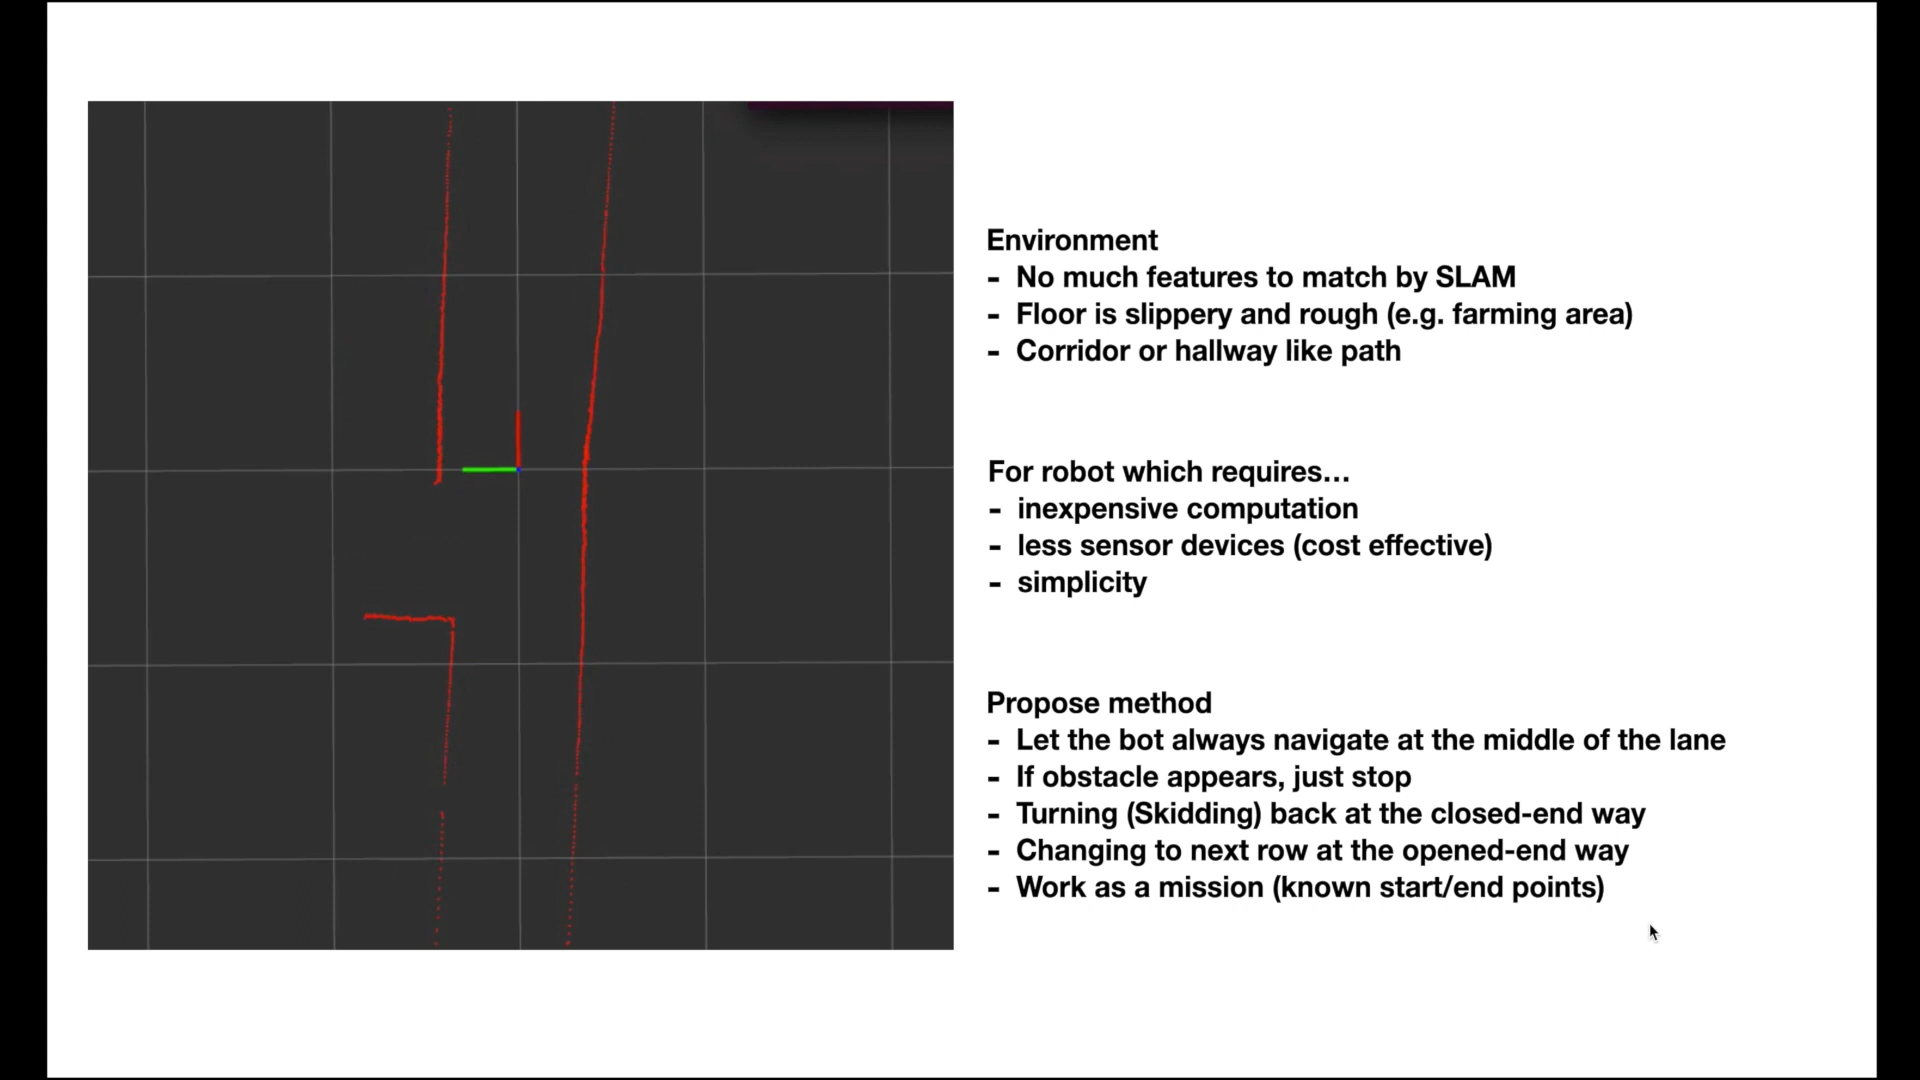 Environment
- No much features to match by SLAM
- Floor is slippery and rough (e.g. farming area)
- Corridor or hallway like path
For robot which requires...
- inexpensive computation
- less sensor devices (cost effective)
- simplicity
Propose method
- Let the bot always navigate at the middle of the lane
- If obstacle appears, just stop
- Turning (Skidding) back at the closed-end way
- Changing to next row at the opened-end way
- Work as a mission (known start/end points)